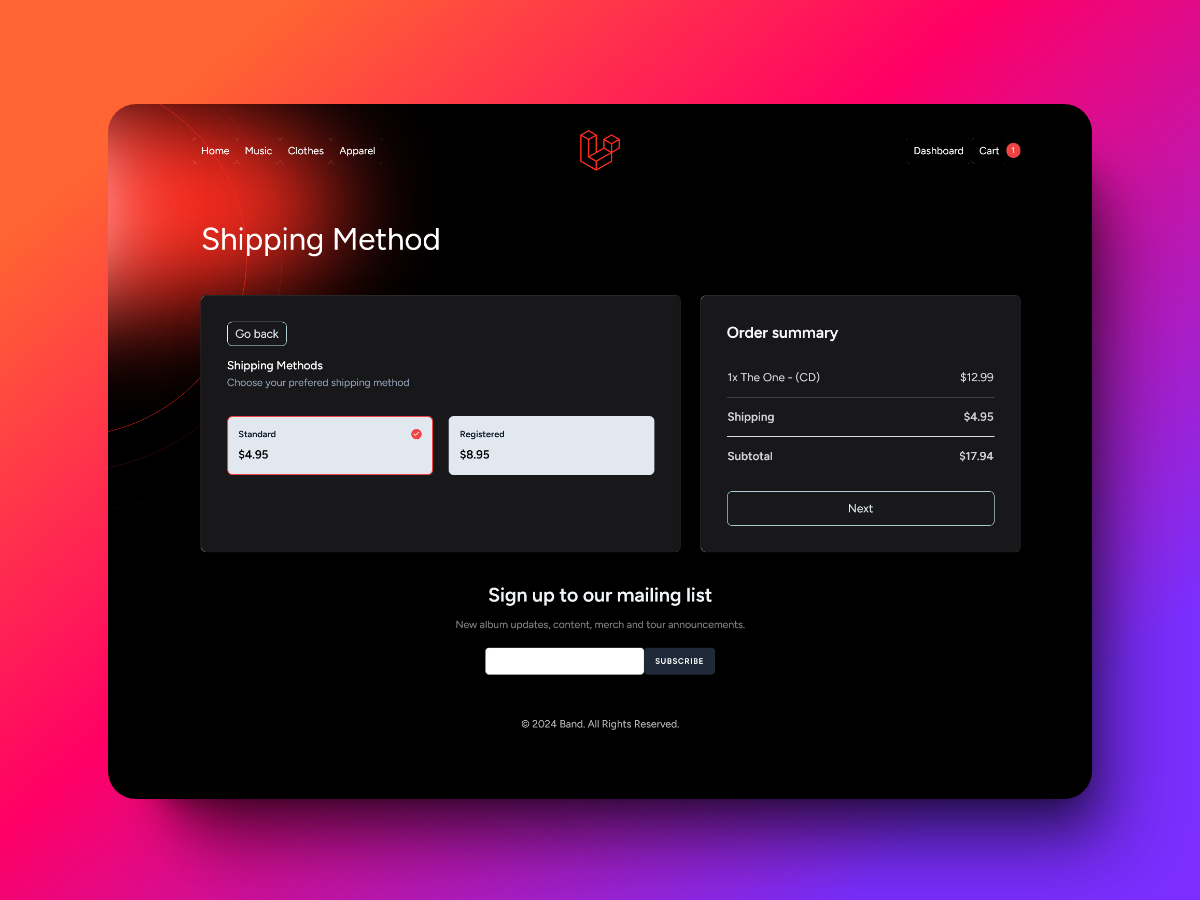 Home Music Clothes Apparel Dashboard Cart 1
Shipping Method
Go back
Shipping Methods
Choose your prefered shipping method
Standard
$4.95
Registered
$8.95
Order summary
1x The One - (CD) $12.99
Shipping $4.95
Subtotal $17.94
Next
Sign up to our mailing list
New album updates, content, merch and tour announcements.
SUBSCRIBE
© 2024 Band. All Rights Reserved.